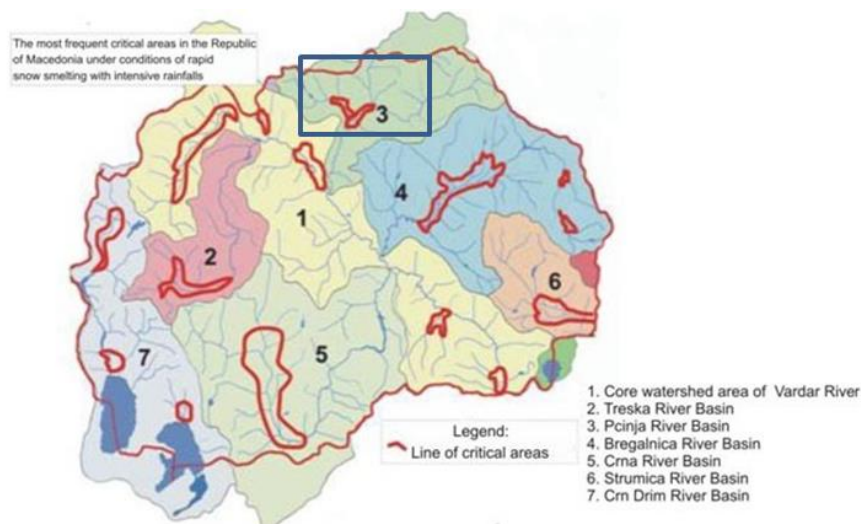 The most frequent critical areas in the Republic
of Macedonia under conditions of rapid
snow smelting with intensive rainfalls
3
4
1
2
6
5
7
Legend:
Line of critical areas
1. Core watershed area of Vardar River
2. Treska River Basin
3. Pcinja River Basin
4. Bregalnica River Basin
5. Crna River Basin
6. Strumica River Basin
7. Crn Drim River Basin